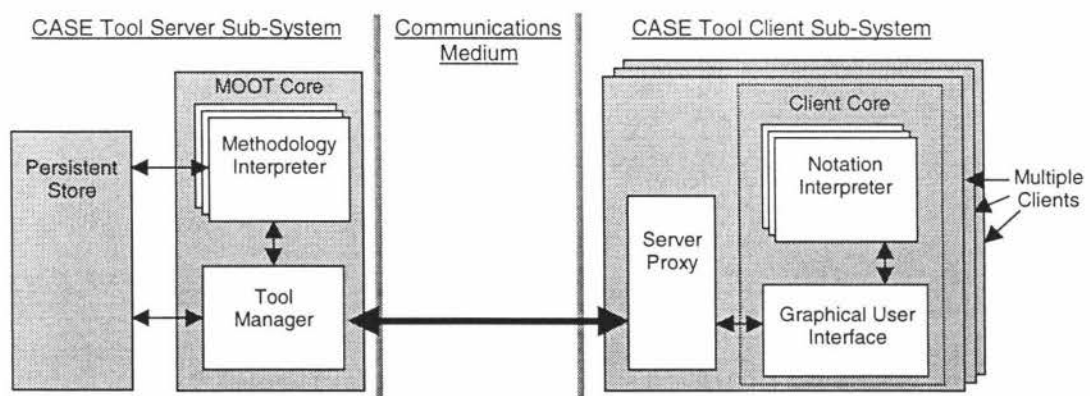 CASE Tool Server Sub-System
Communications
Medium
CASE Tool Client Sub-System
MOOT Core
Methodology
Interpreter
Persistent
Store
Tool
Manager
Client Core
Notation
Interpreter
Server
Proxy
Graphical User
Interface
Multiple
Clients